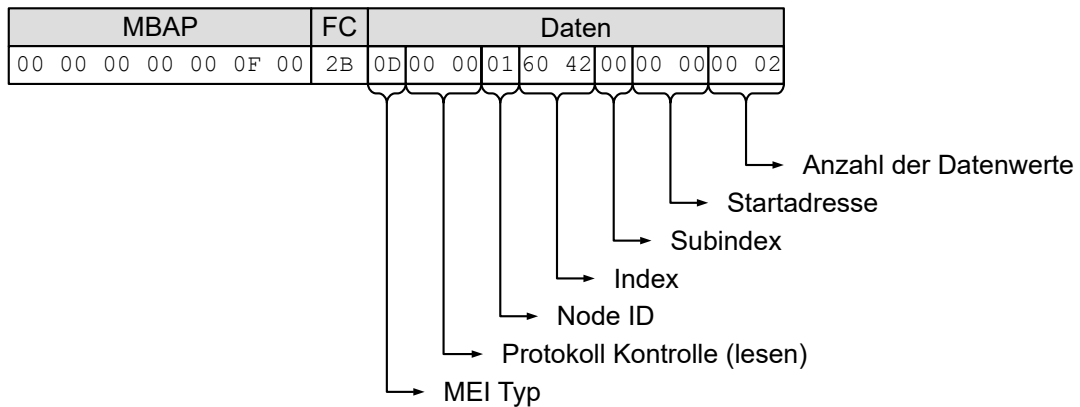 MBAP FC Daten
00 00 00 00 00 0F 00 2B 0D 00 00 01 60 42 00 00 00 00 02
Anzahl der Datenwerte
Startadresse
Subindex
Index
Node ID
Protokoll Kontrolle (lesen)
MEI Typ